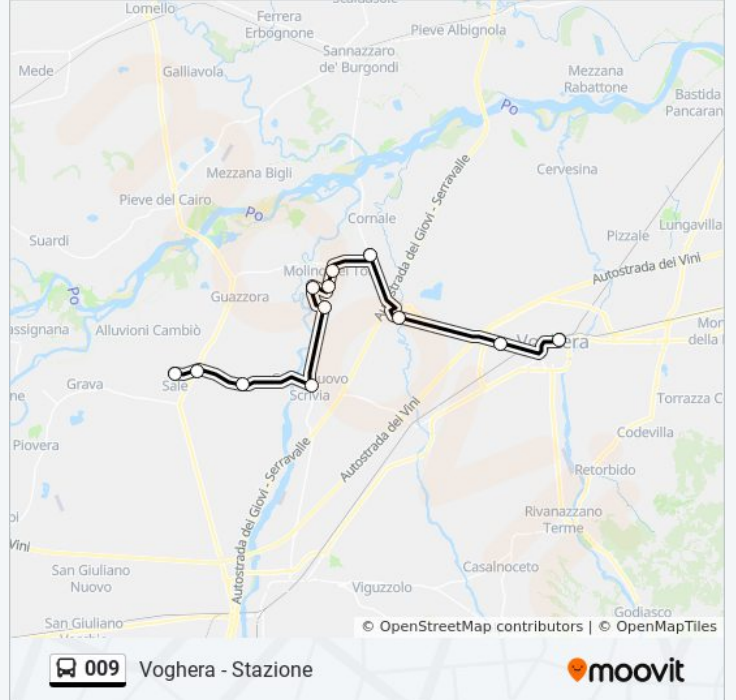 Lomello
Ferrera
Erbognone
Pieve Albignola
Sannazzaro
de' Burgondi
Mede
Galliavola
Mezzana
Rabattone
Bastida
Pancaran
Po
Cervesina
Mezzana Bigli
Pieve del Cairo
Po
Cornale
Lungavilla
Pizzale
Suardi
Autostrada dei Giovi - Serravalle
Autostrada dei Vini
Guazzora
Po
assignana
Alluvioni Cambiò
Mon
della
Sale
Scrivia
Grava
Torrazza C
Piovera
Autostrada dei Vini
Codevilla
Autostrada dei Giovi - Serravalle
Retorbido
Rivanazzano
Terme
Vini
San Giuliano
Nuovo
Casalnoceto
Viguzzolo
Godiasco
San Giuliano
© OpenStreetMap contributors | © OpenMapTiles
009 Voghera - Stazione
moovit